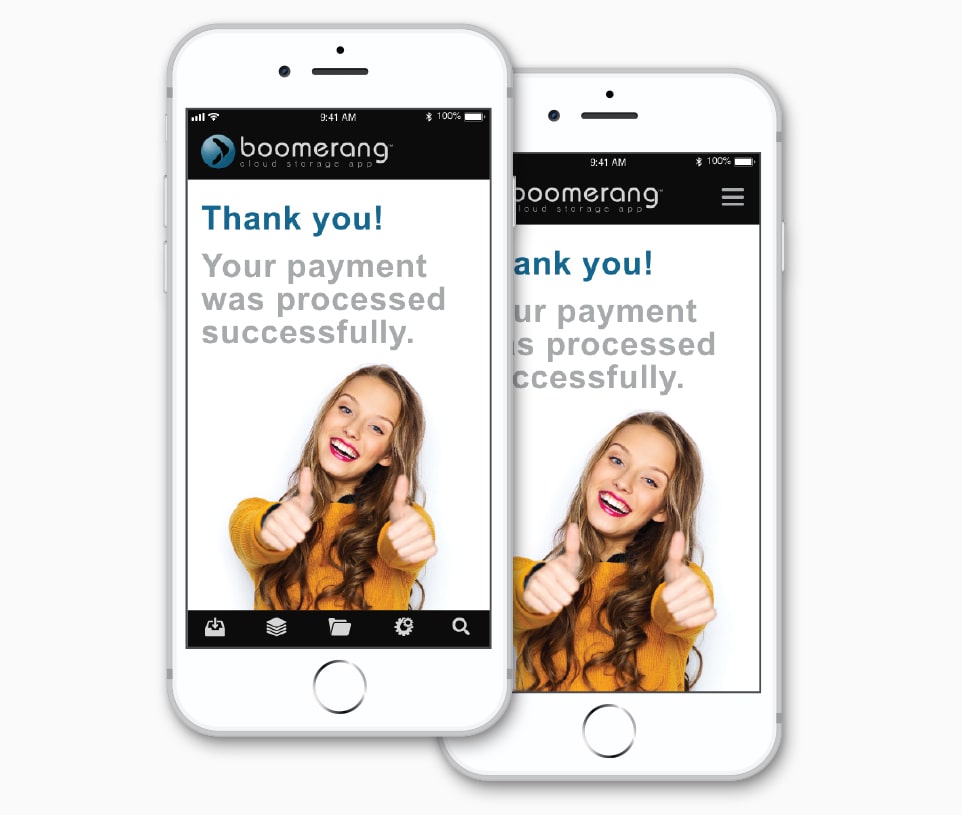 9:41 AM
100%
boomerang™
cloud storage app
Thank you!
Your payment
was processed
successfully.
9:41 AM
100%
boomerang™
loud storage app
ank you!
ur payment
s processed
ccessfully.